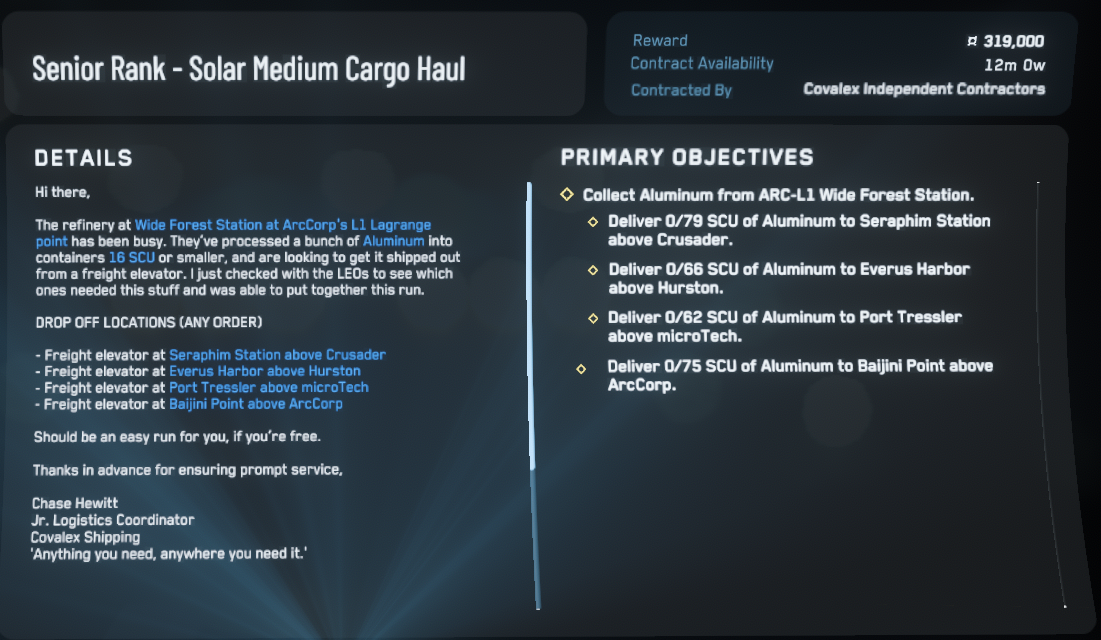 Senior Rank - Solar Medium Cargo Haul
Reward ¤ 319,000
Contract Availability 12m 0w
Contracted By Covalex Independent Contractors
DETAILS
Hi there,
The refinery at Wide Forest Station at ArcCorp's L1 Lagrange
point has been busy. They've processed a bunch of Aluminum into
containers 16 SCU or smaller, and are looking to get it shipped out
from a freight elevator. I just checked with the LEOs to see which
ones needed this stuff and was able to put together this run.
DROP OFF LOCATIONS (ANY ORDER)
- Freight elevator at Seraphim Station above Crusader
- Freight elevator at Everus Harbor above Hurston
- Freight elevator at Port Tressler above microTech
- Freight elevator at Baijini Point above ArcCorp
Should be an easy run for you, if you're free.
Thanks in advance for ensuring prompt service,
Chase Hewitt
Jr. Logistics Coordinator
Covalex Shipping
'Anything you need, anywhere you need it.'
PRIMARY OBJECTIVES
Collect Aluminum from ARC-L1 Wide Forest Station.
Deliver 0/79 SCU of Aluminum to Seraphim Station
above Crusader.
Deliver 0/66 SCU of Aluminum to Everus Harbor
above Hurston.
Deliver 0/62 SCU of Aluminum to Port Tressler
above microTech.
Deliver 0/75 SCU of Aluminum to Baijini Point above
ArcCorp.